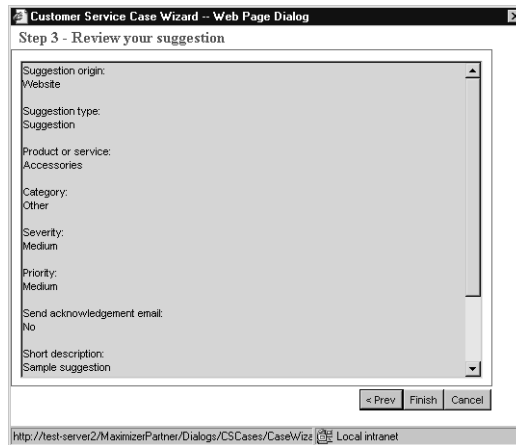 Customer Service Case Wizard -- Web Page Dialog
Step 3 - Review your suggestion
Suggestion origin:
Website
Suggestion type:
Suggestion
Product or service:
Accessories
Category:
Other
Severity:
Medium
Priority:
Medium
Send acknowledgement email:
No
Short description:
Sample suggestion
< Prev Finish Cancel
http://test-server2/MaximizerPartner/Dialogs/CSCases/CaseWiza Local intranet